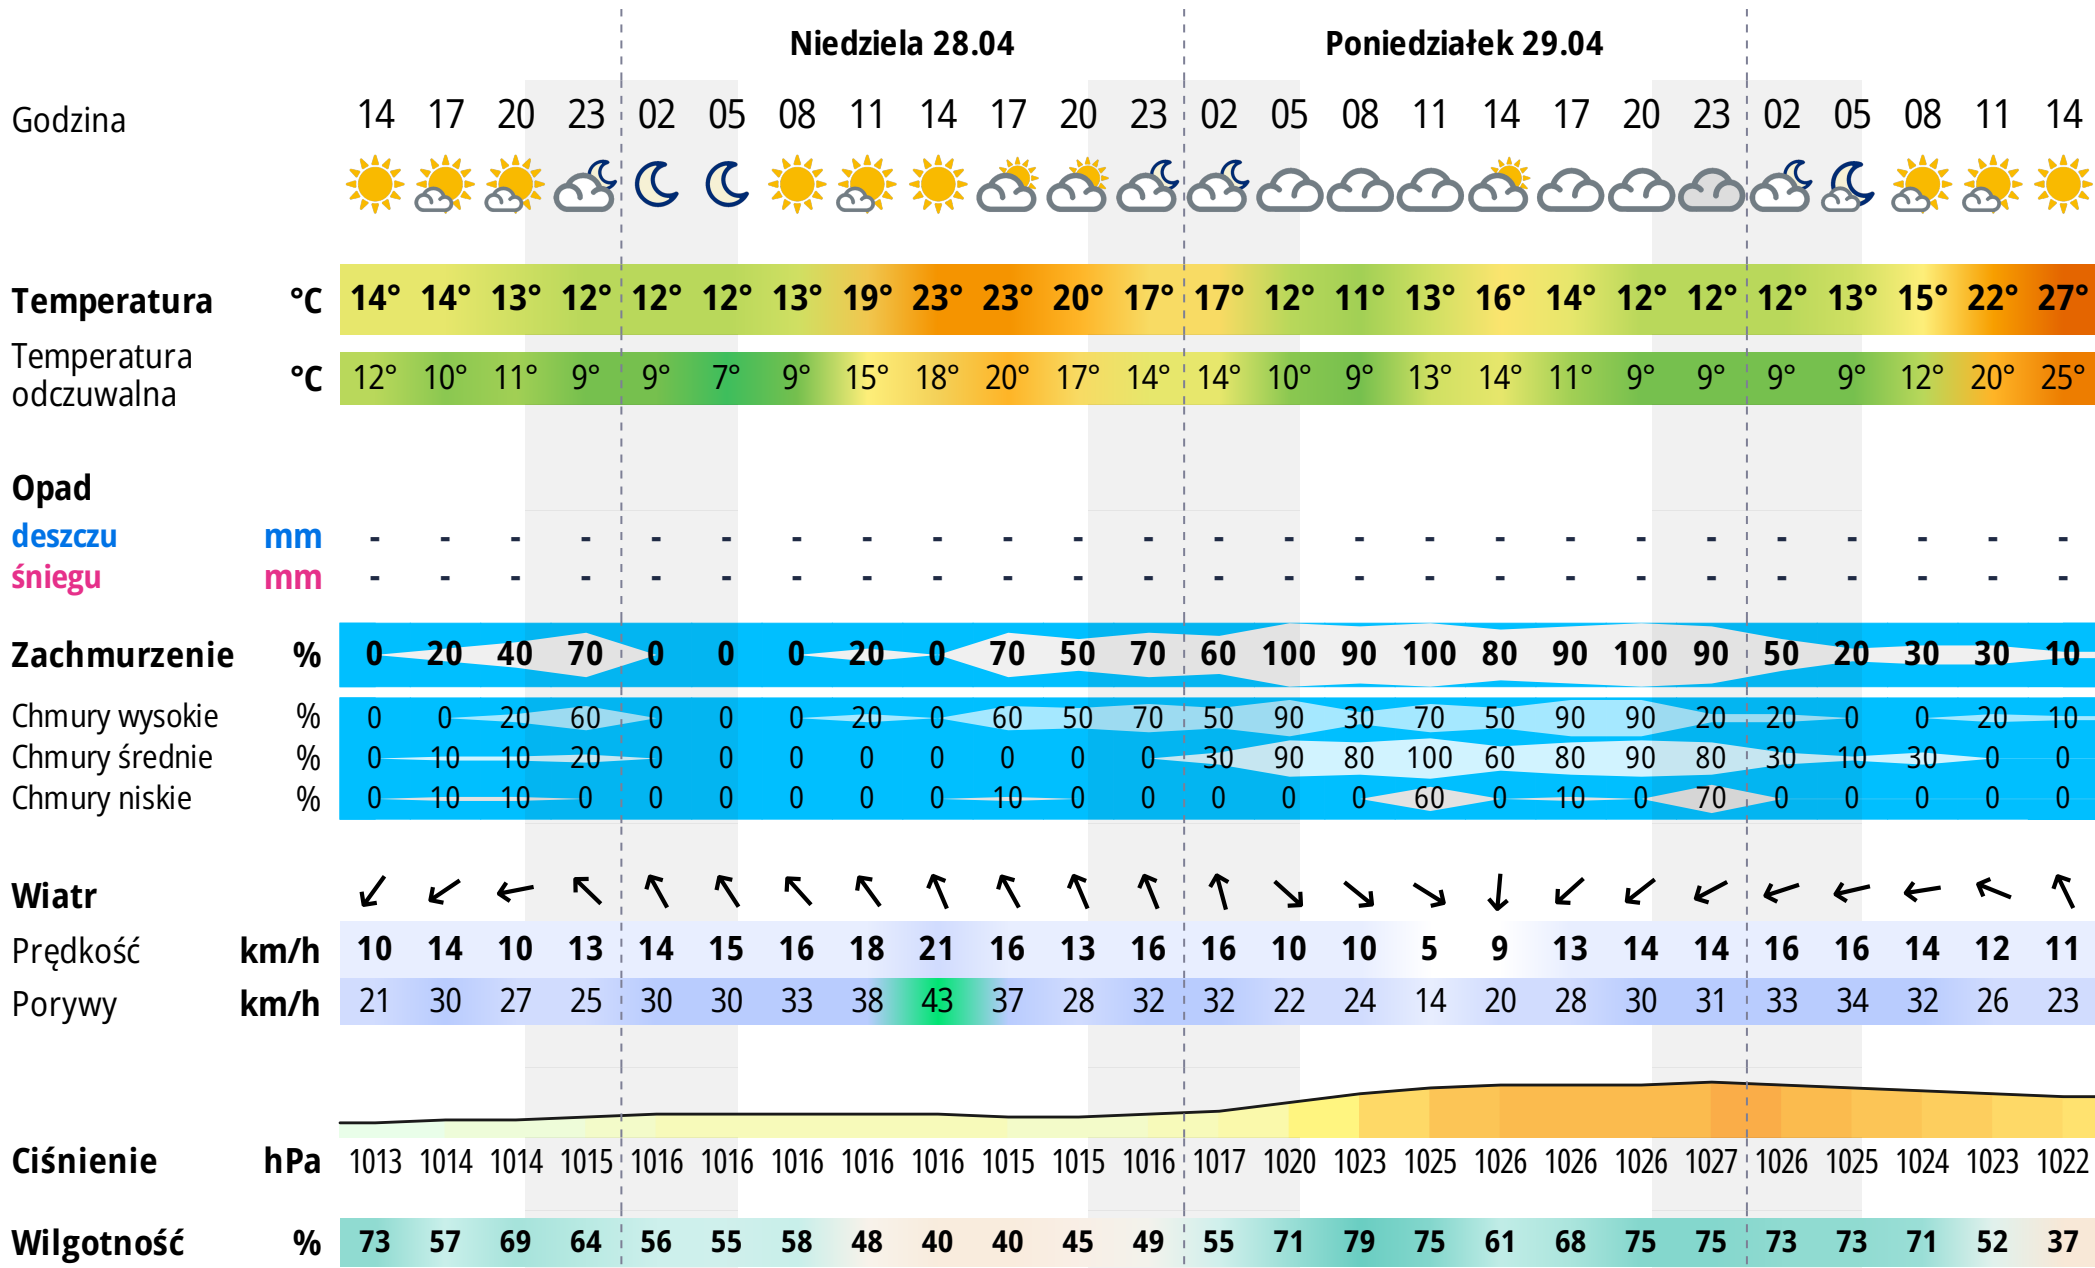 Niedziela 28.04 Poniedziałek 29.04
Godzina 14 17 20 23 02 05 08 11 14 17 20 23 02 05 08 11 14 17 20 23 02 05 08 11 14
Temperatura °C 14° 14° 13° 12° 12° 12° 13° 19° 23° 23° 20° 17° 17° 12° 11° 13° 16° 14° 12° 12° 12° 13° 15° 22° 27°
Temperatura
odczuwalna °C 12° 10° 11° 9° 9° 7° 9° 15° 18° 20° 17° 14° 14° 10° 9° 13° 14° 11° 9° 9° 9° 9° 12° 20° 25°
Opad
deszczu mm - - - - - - - - - - - - - - - - - - - - - - - - -
śniegu mm - - - - - - - - - - - - - - - - - - - - - - - - -
Zachmurzenie % 0 20 40 70 0 0 0 20 0 70 50 70 60 100 90 100 80 90 100 90 50 20 30 30 10
Chmury wysokie % 0 0 20 60 0 0 0 20 0 60 50 70 50 90 30 70 50 90 90 20 20 0 0 20 10
Chmury średnie % 0 10 10 20 0 0 0 0 0 0 0 0 30 90 80 100 60 80 90 80 30 10 30 0 0
Chmury niskie % 0 10 10 0 0 0 0 0 0 10 0 0 0 0 0 60 0 10 0 70 0 0 0 0 0
Wiatr
Prędkość km/h 10 14 10 13 14 15 16 18 21 16 13 16 16 10 10 5 9 13 14 14 16 16 14 12 11
Porywy km/h 21 30 27 25 30 30 33 38 43 37 28 32 32 22 24 14 20 28 30 31 33 34 32 26 23
Ciśnienie hPa 1013 1014 1014 1015 1016 1016 1016 1016 1016 1015 1015 1016 1017 1020 1023 1025 1026 1026 1026 1027 1026 1025 1024 1023 1022
Wilgotność % 73 57 69 64 56 55 58 48 40 40 45 49 55 71 79 75 61 68 75 75 73 73 71 52 37